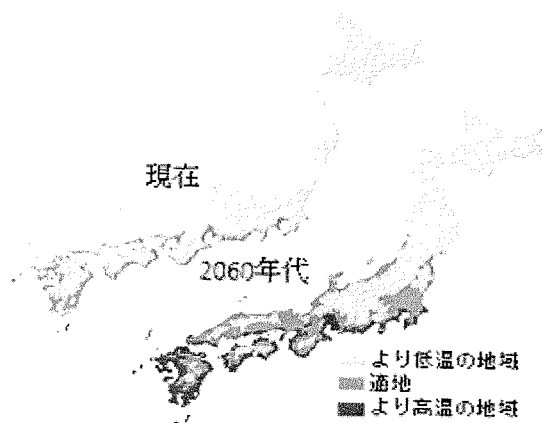 現在
2060年代
より低温の地域
適地
より高温の地域